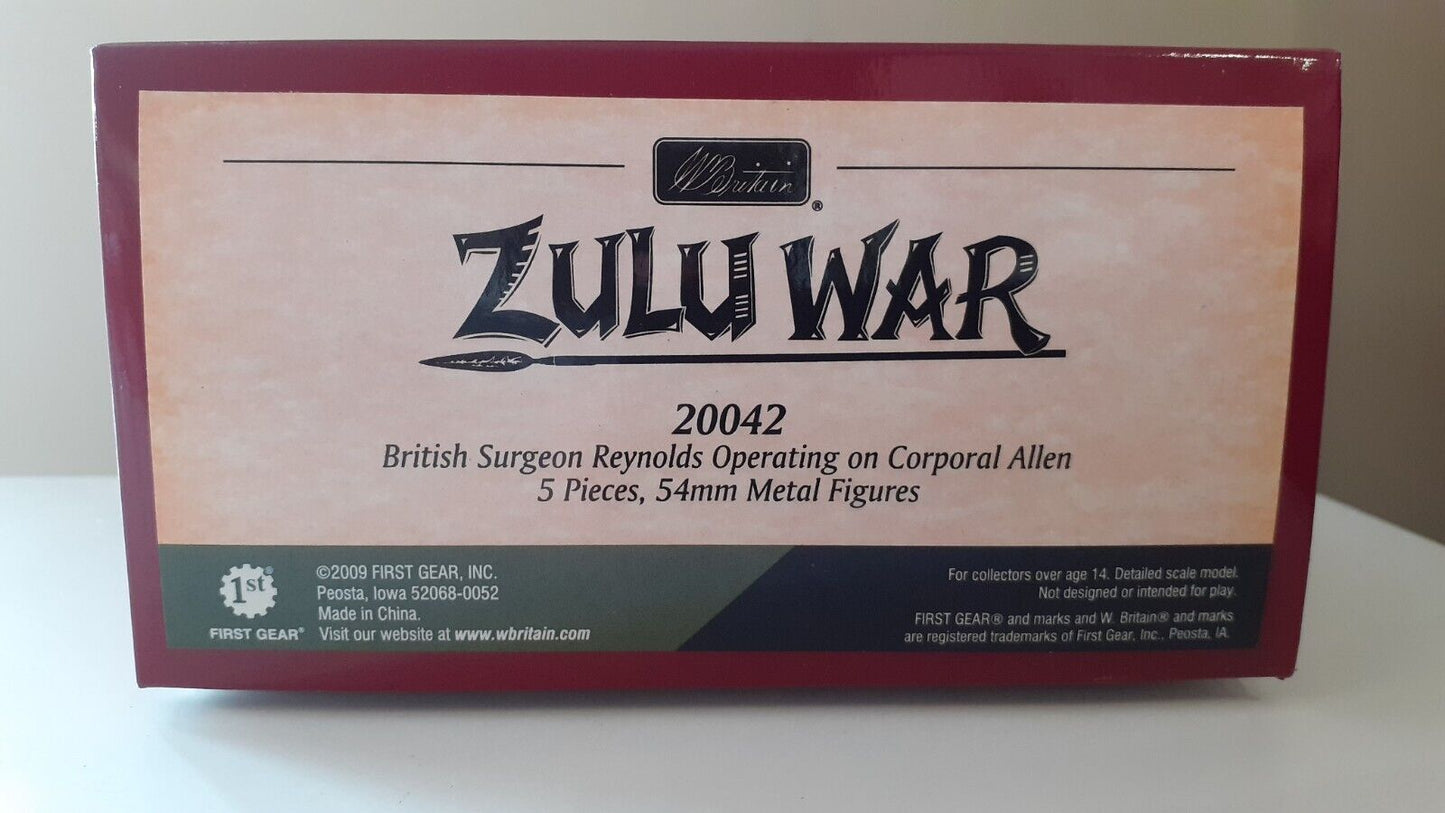 W Britain
®
ZULU WAR
20042
British Surgeon Reynolds Operating on Corporal Allen
5 Pieces, 54mm Metal Figures
1st®
FIRST GEAR®
©2009 FIRST GEAR, INC.
Peosta, Iowa 52068-0052
Made in China.
Visit our website at www.wbritain.com
For collectors over age 14. Detailed scale model.
Not designed or intended for play.
FIRST GEAR® and marks and W. Britain® and marks
are registered trademarks of First Gear, Inc., Peosta, IA.